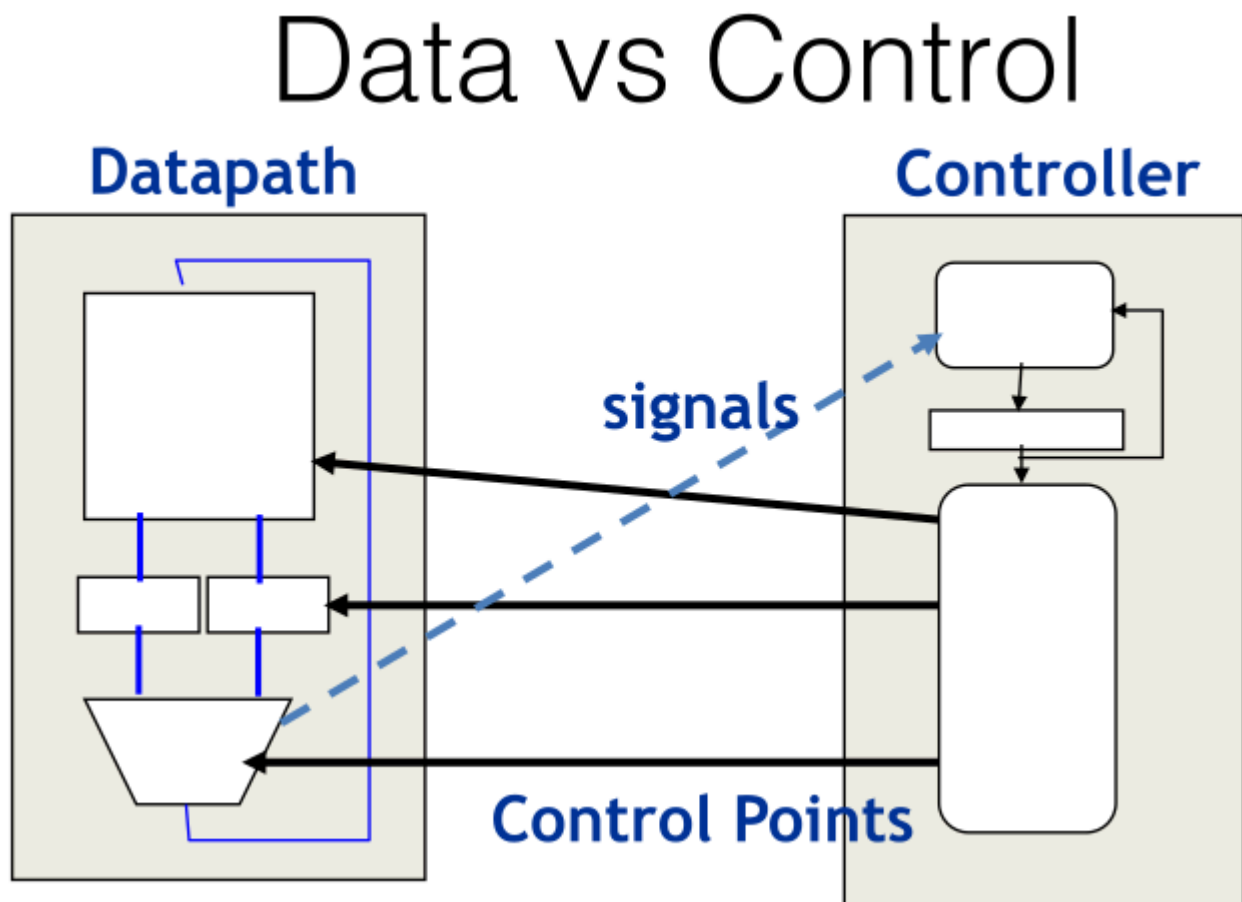 Data vs Control
Datapath
Controller
signals
Control Points